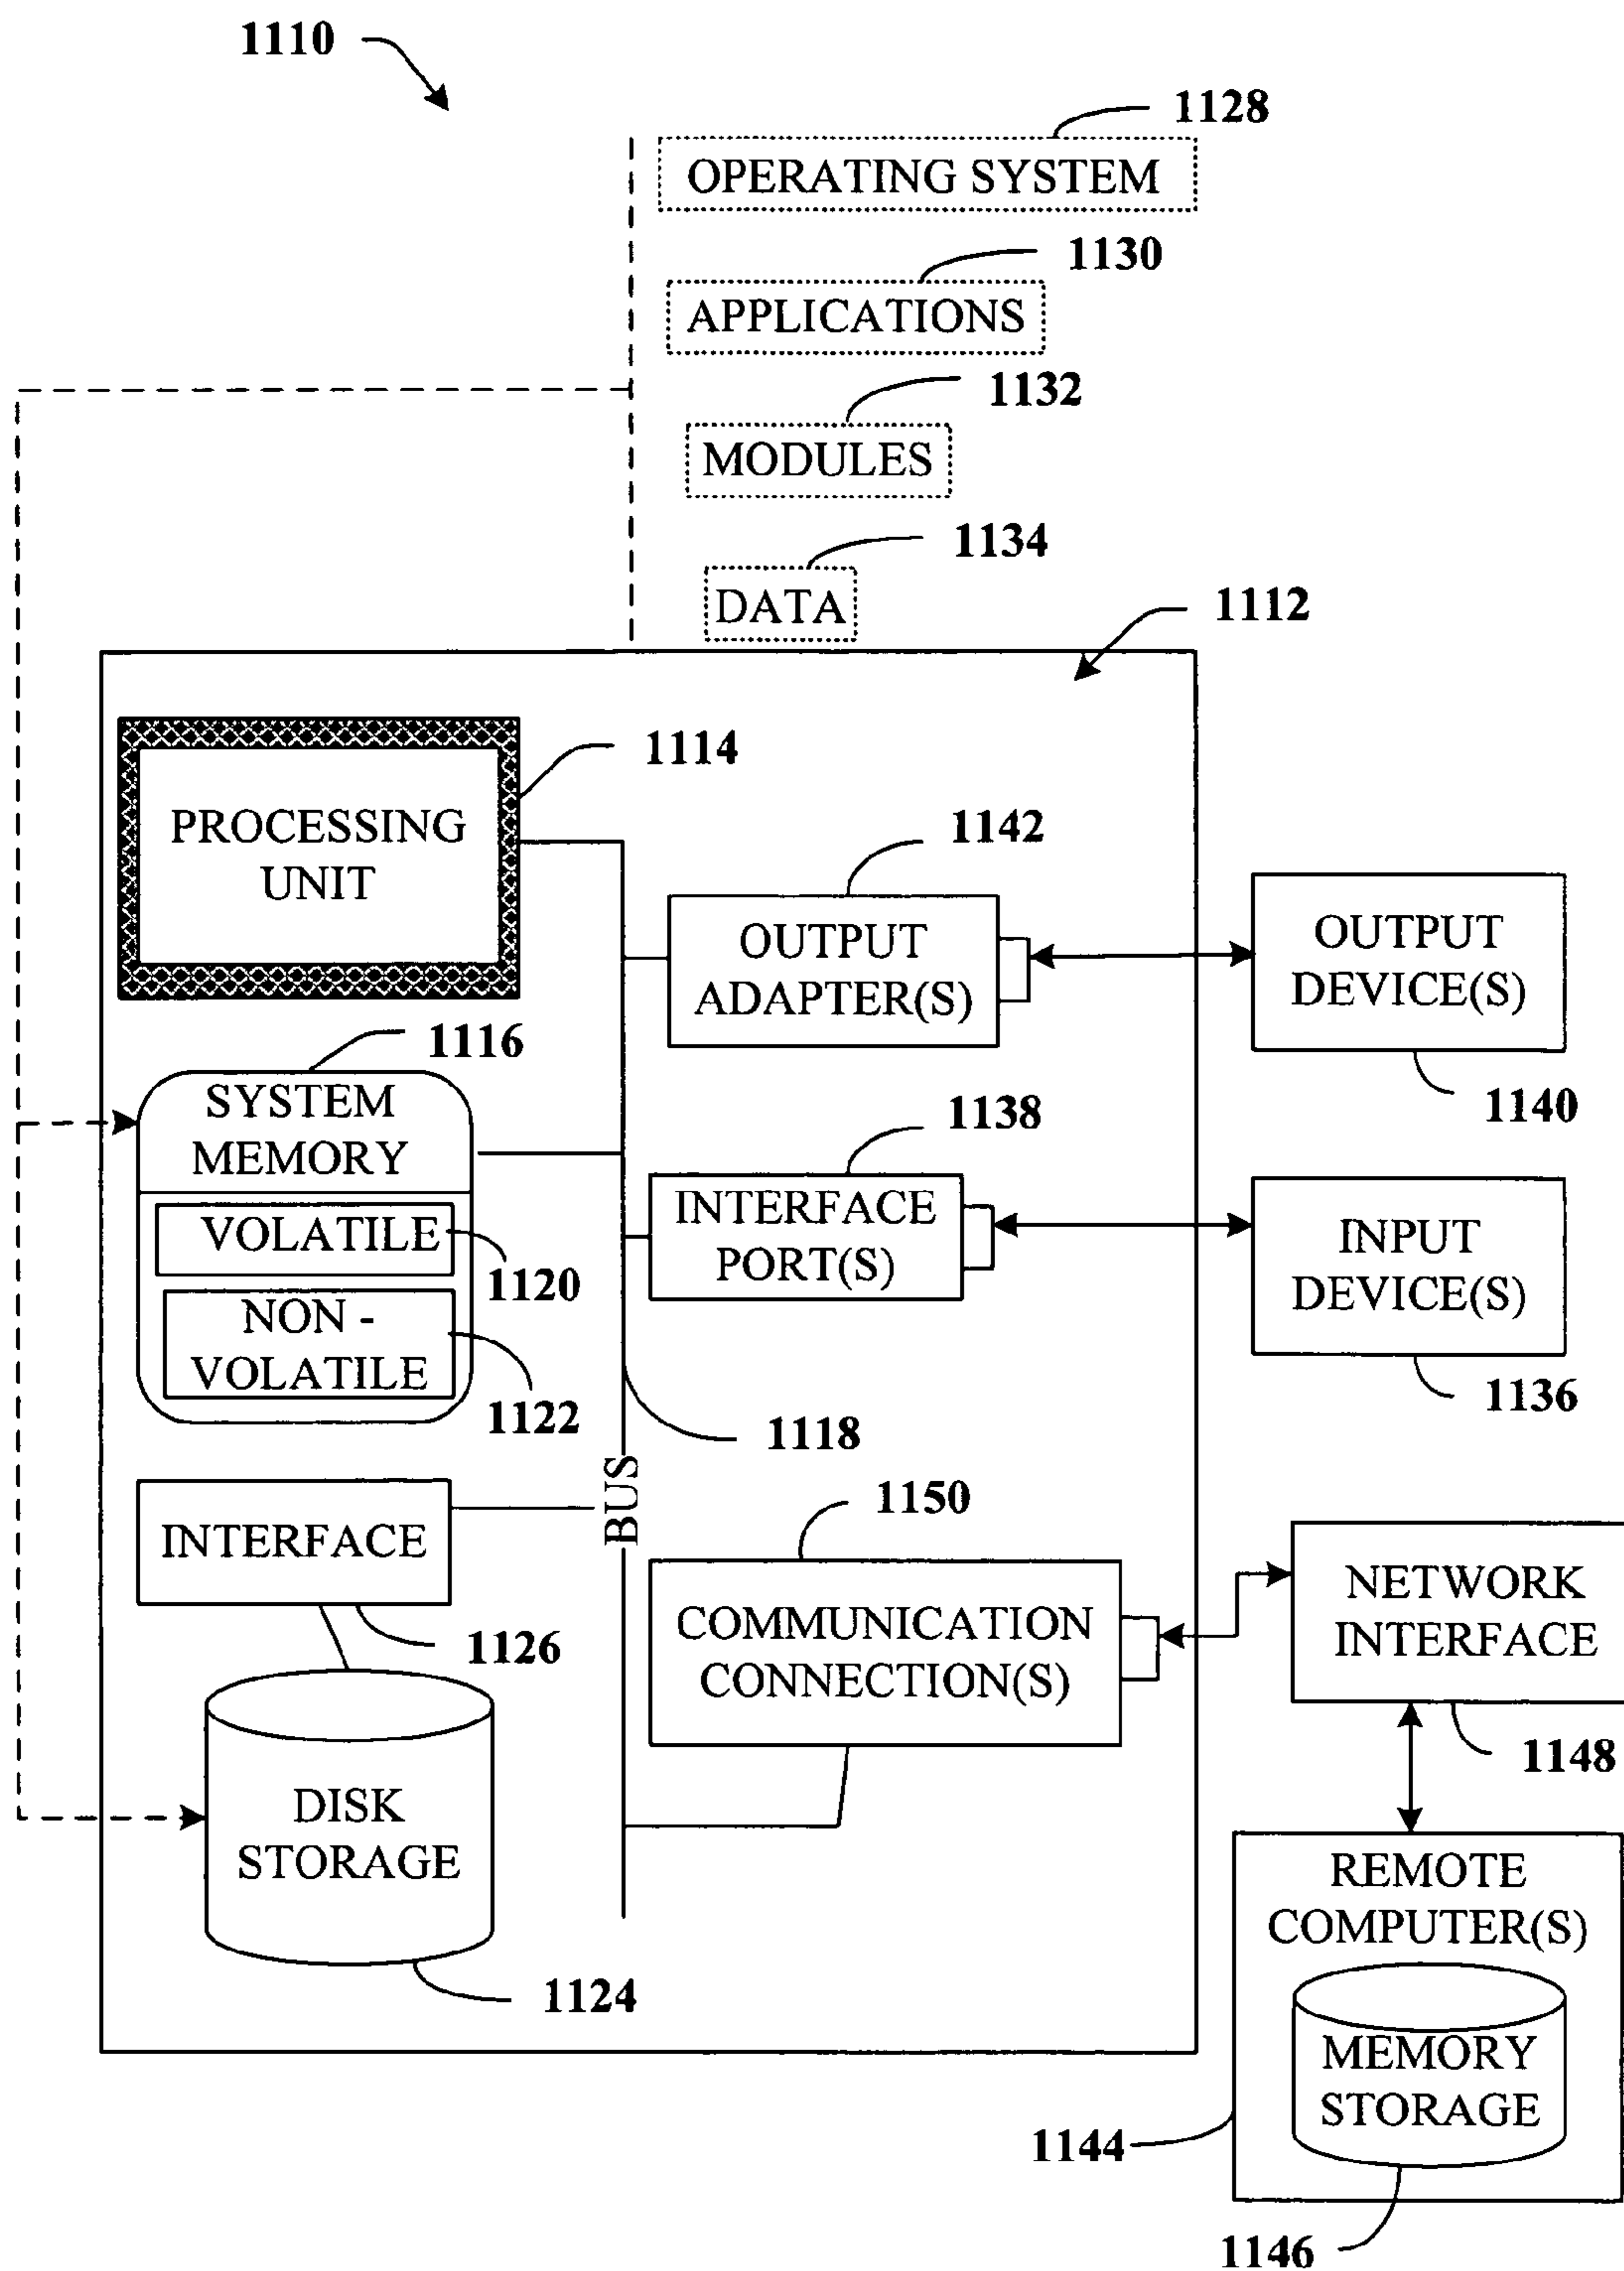 1110
1128
OPERATING SYSTEM
1130
APPLICATIONS
1132
MODULES
1134
DATA
1112
1114
PROCESSING
UNIT
1142
OUTPUT
ADAPTER(S)
OUTPUT
DEVICE(S)
1140
1116
SYSTEM
MEMORY
VOLATILE
1120
NON -
VOLATILE
1122
1138
INTERFACE
PORT(S)
INPUT
DEVICE(S)
1136
1118
BUS
INTERFACE
1126
1150
COMMUNICATION
CONNECTION(S)
NETWORK
INTERFACE
1148
DISK
STORAGE
1124
REMOTE
COMPUTER(S)
MEMORY
STORAGE
1144
1146